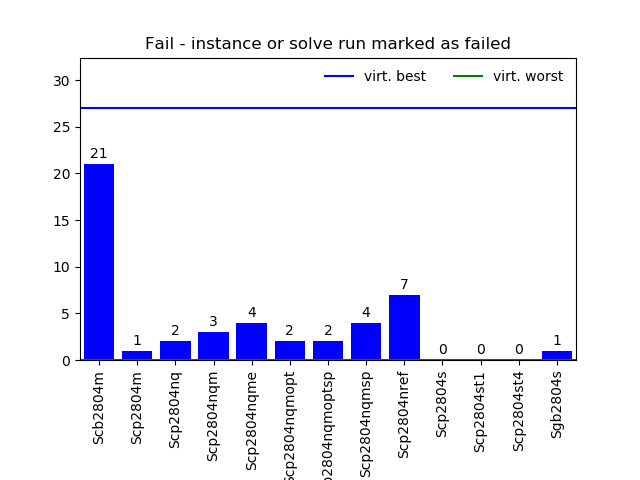 Fail - instance or solve run marked as failed
virt. best
virt. worst
30
25
20
15
10
5
0
21
1
2
3
4
2
2
4
7
0
0
0
1
Scb2804m
Scp2804m
Scp2804nq
Scp2804nqm
Scp2804nqme
Scp2804nqmopt
p2804nqmoptsp
Scp2804nqmsp
Scp2804nref
Scp2804s
Scp2804st1
Scp2804st4
Sgb2804s